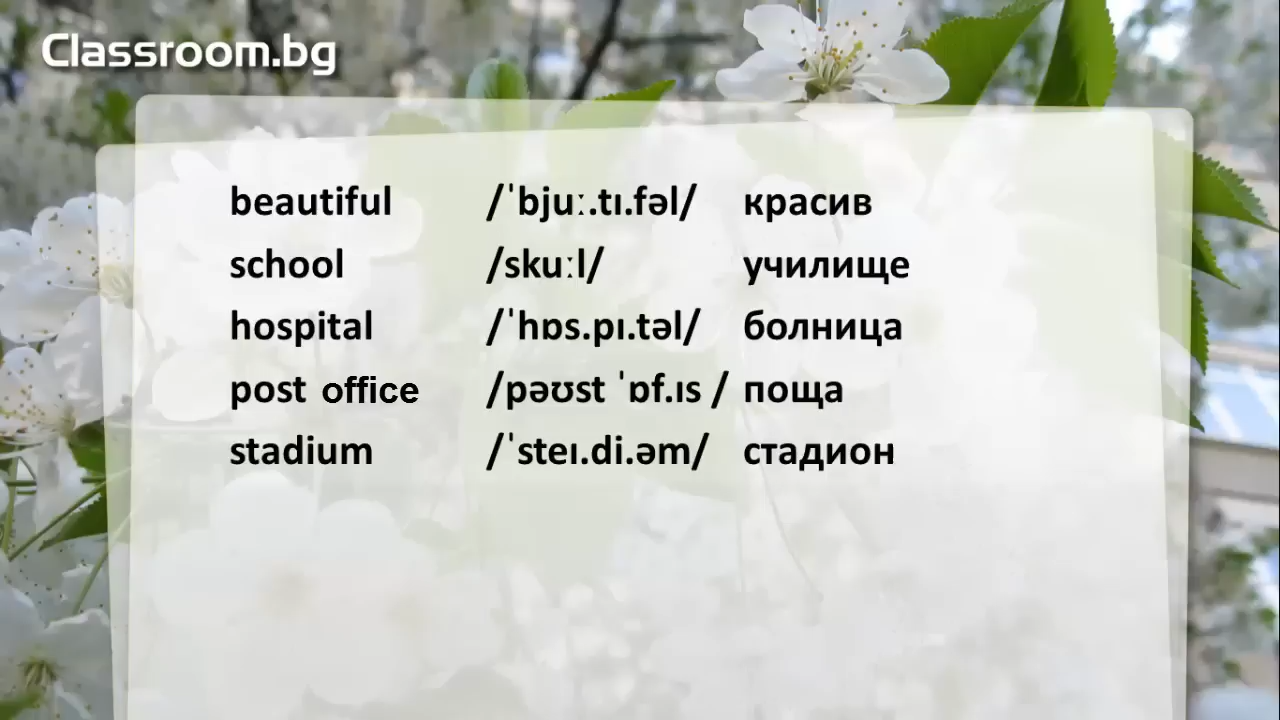 Classroom.bg
beautiful /ˈbjuː.tɪ.fəl/ красив
school /skuːl/ училище
hospital /ˈhɒs.pɪ.təl/ болница
post office /pəʊst ˈɒf.ɪs / поща
stadium /ˈsteɪ.di.əm/ стадион